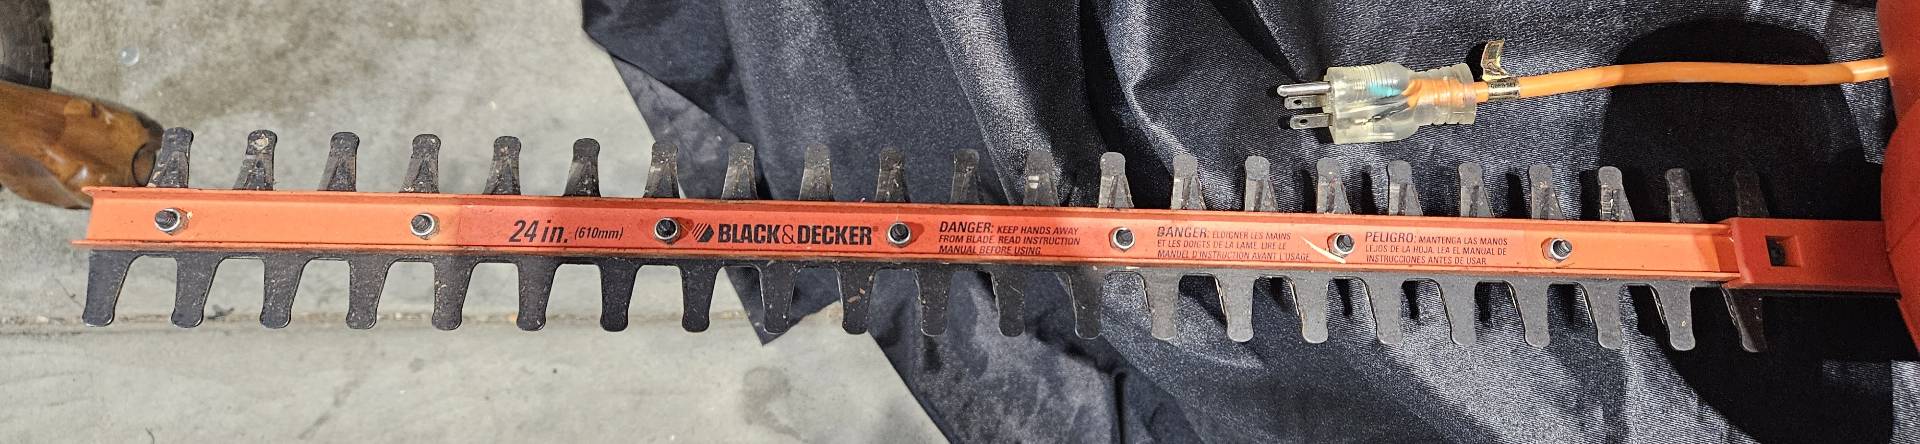 24 in. (610mm)
BLACK&DECKER®
DANGER: KEEP HANDS AWAY
FROM BLADE. READ INSTRUCTION
MANUAL BEFORE USING.
DANGER: ELOIGNER LES MAINS
ET LES DOIGTS DE LA LAME. LIRE LE
MANUEL D'INSTRUCTION AVANT L'USAGE.
PELIGRO: MANTENGA LAS MANOS
LEJOS DE LA HOJA. LEA EL MANUAL DE
INSTRUCCIONES ANTES DE USAR.